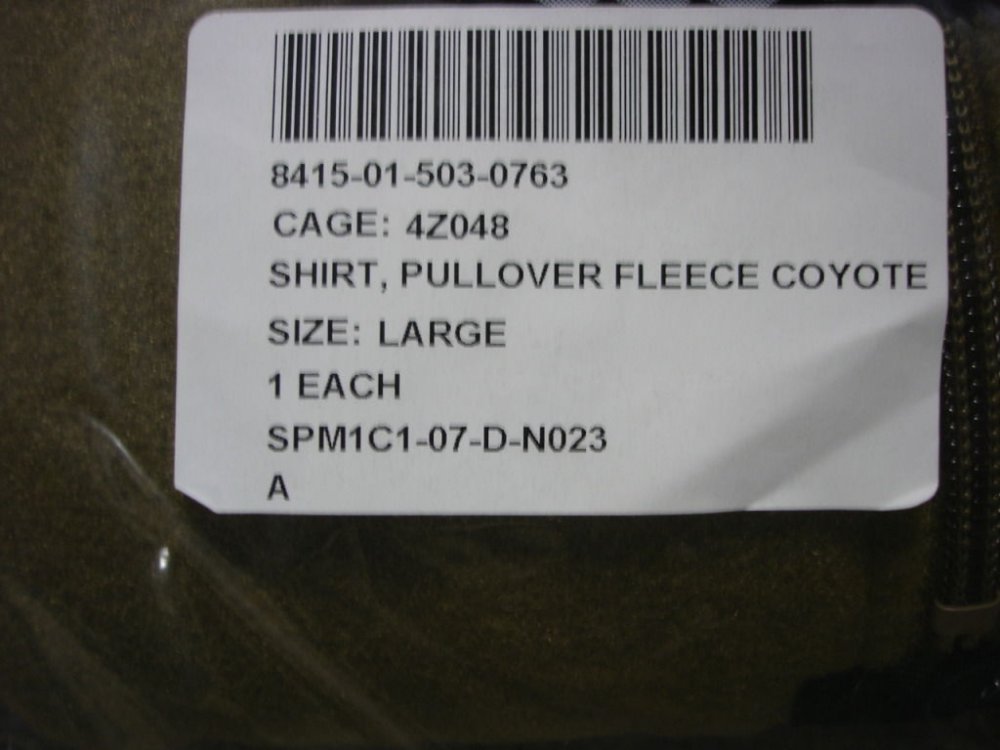 8415-01-503-0763
CAGE: 4Z048
SHIRT, PULLOVER FLEECE COYOTE
SIZE: LARGE
1 EACH
SPM1C1-07-D-N023
A